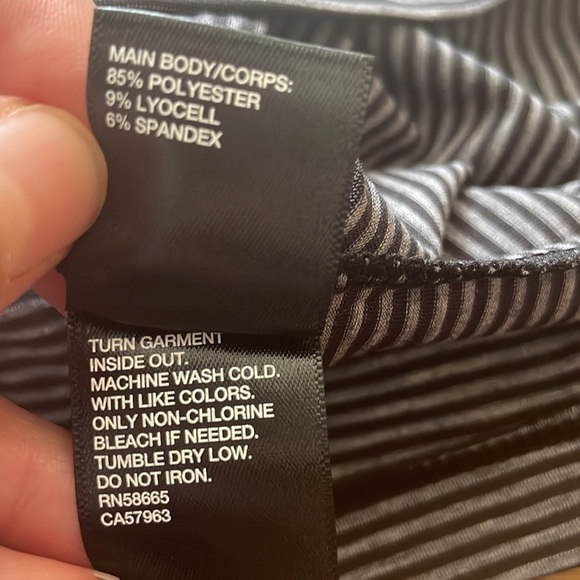 MAIN BODY/CORPS:
85% POLYESTER
9% LYOCELL
6% SPANDEX
TURN GARMENT
INSIDE OUT.
MACHINE WASH COLD.
WITH LIKE COLORS.
ONLY NON-CHLORINE
BLEACH IF NEEDED.
TUMBLE DRY LOW.
DO NOT IRON.
RN58665
CA57963